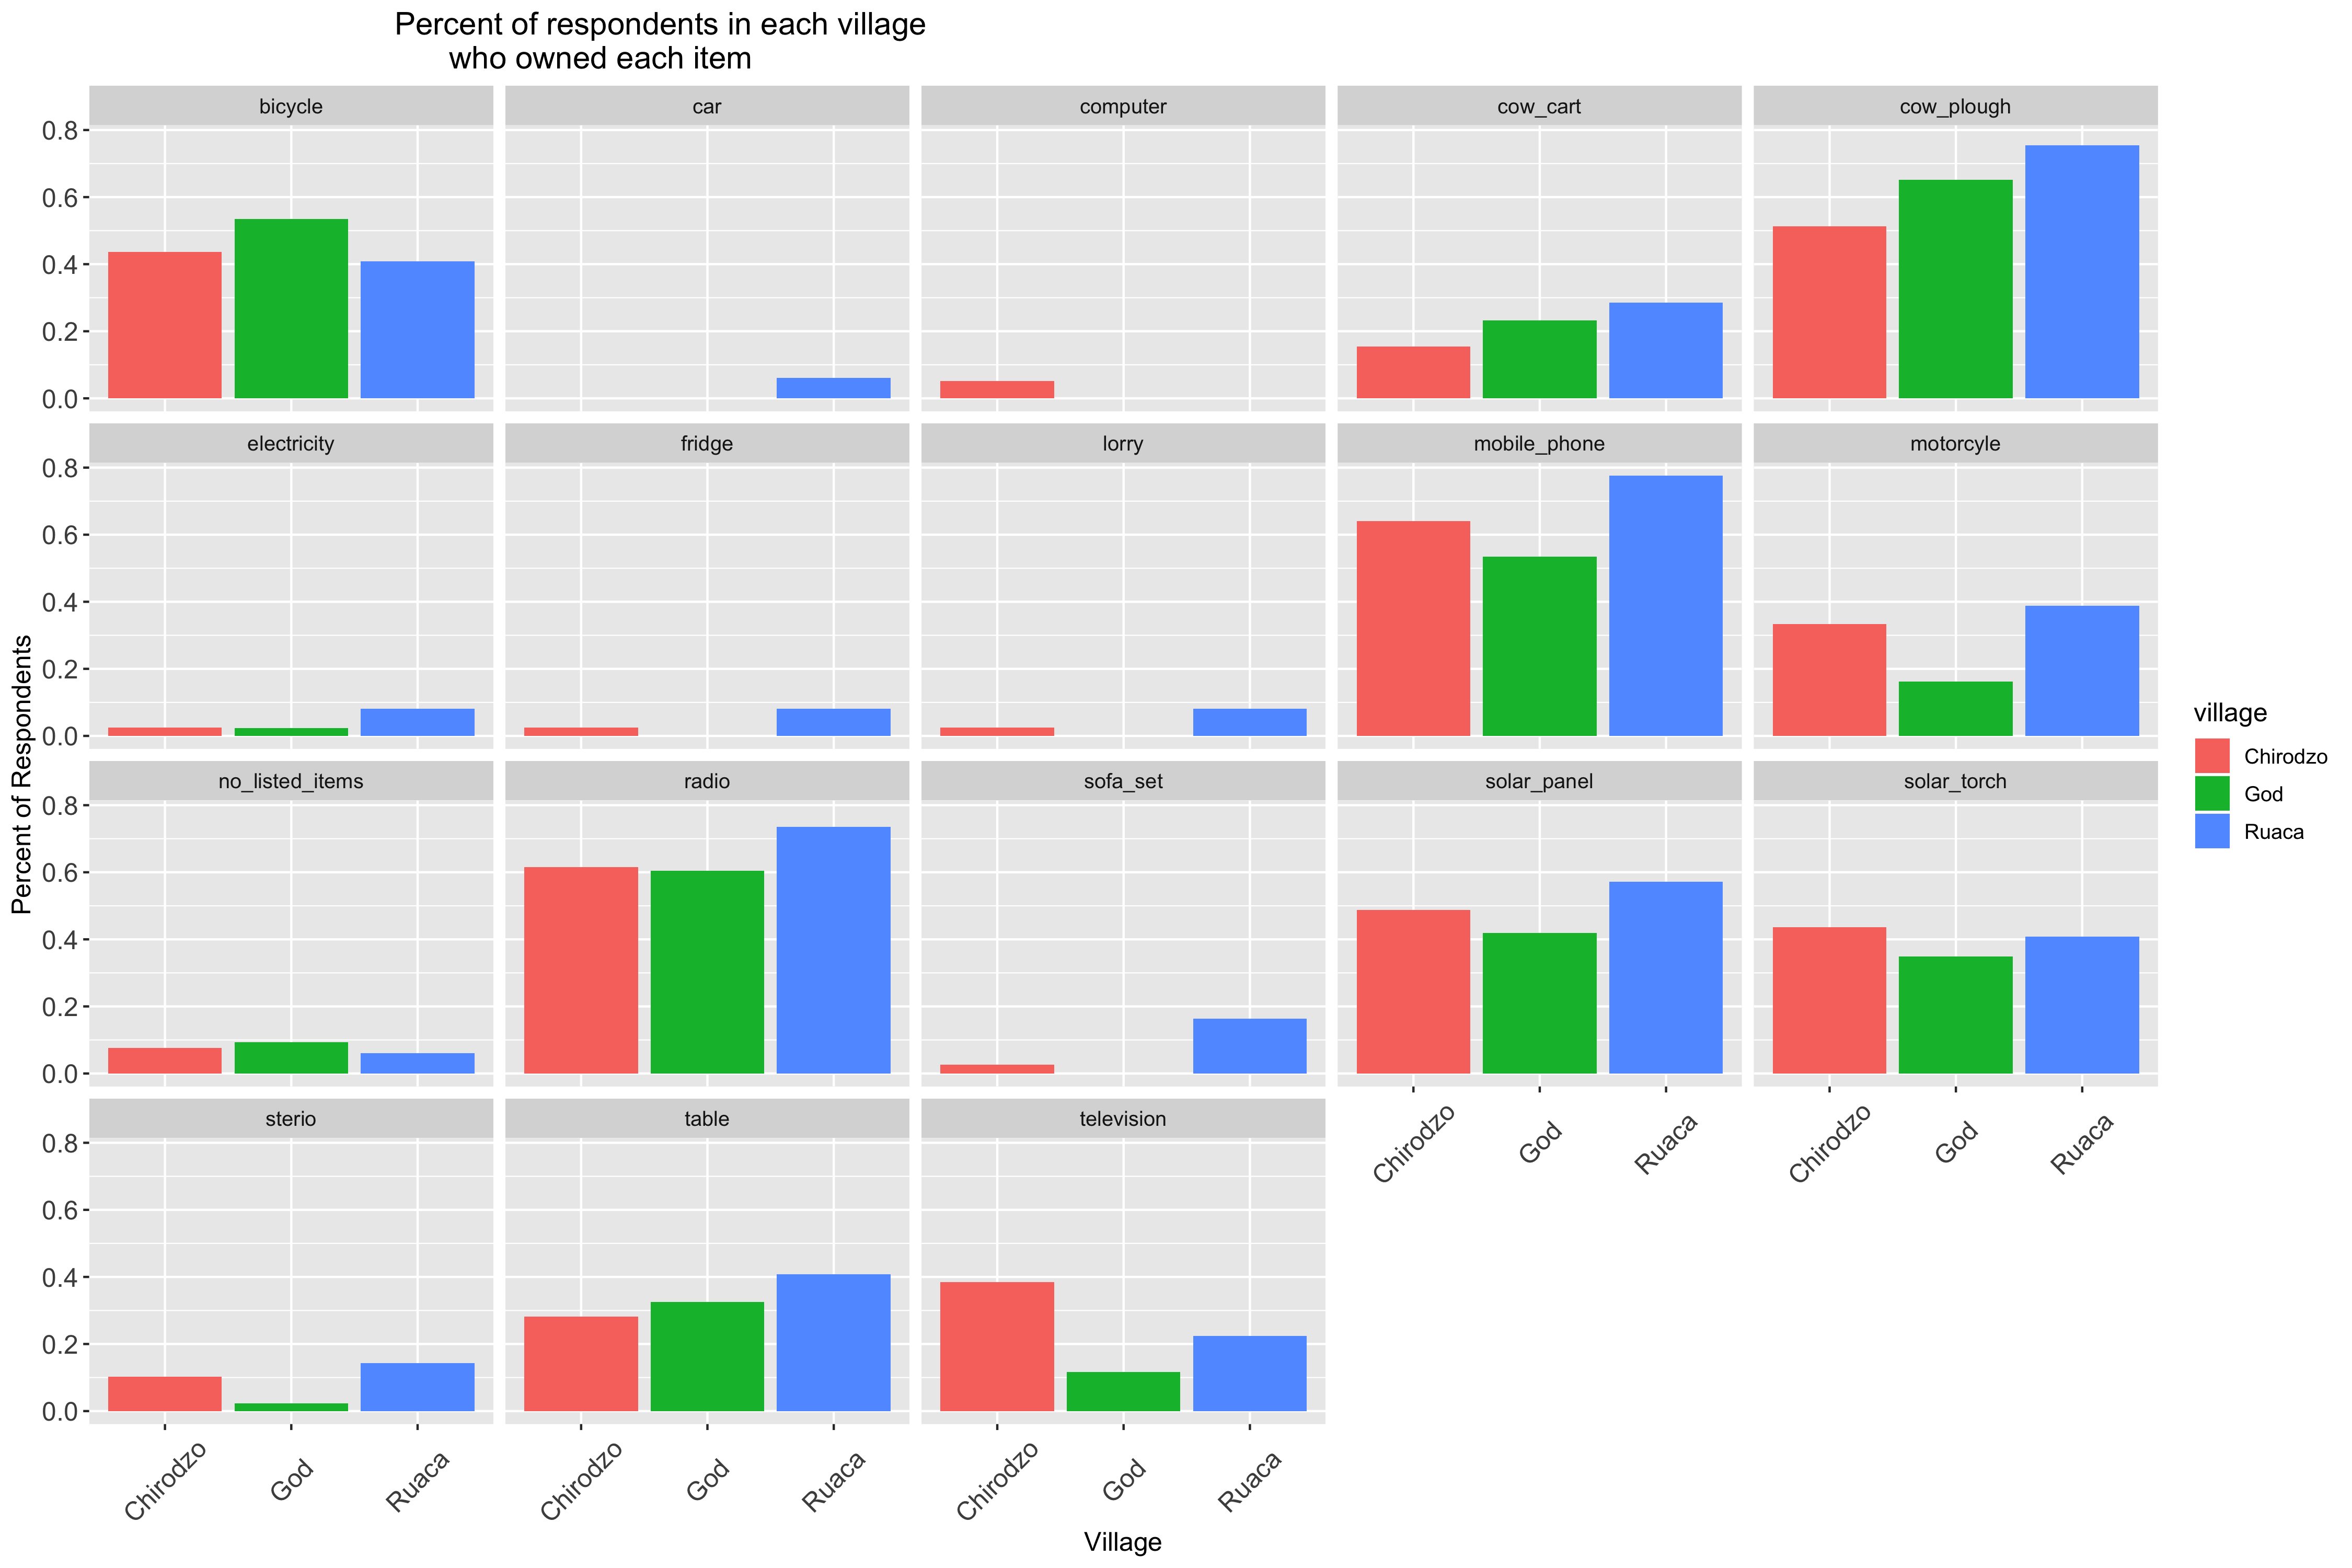 Percent of respondents in each village
who owned each item
bicycle car computer cow_cart cow_plough
0.8
0.6
0.4
0.2
0.0
electricity fridge lorry mobile_phone motorcyle
0.8
0.6
0.4
0.2
0.0
no_listed_items radio sofa_set solar_panel solar_torch
0.8
0.6
0.4
0.2
0.0
Chirodzo God Ruaca Chirodzo God Ruaca
sterio table television
0.8
0.6
0.4
0.2
0.0
Chirodzo God Ruaca Chirodzo God Ruaca Chirodzo God Ruaca
Village
Percent of Respondents
village
Chirodzo
God
Ruaca